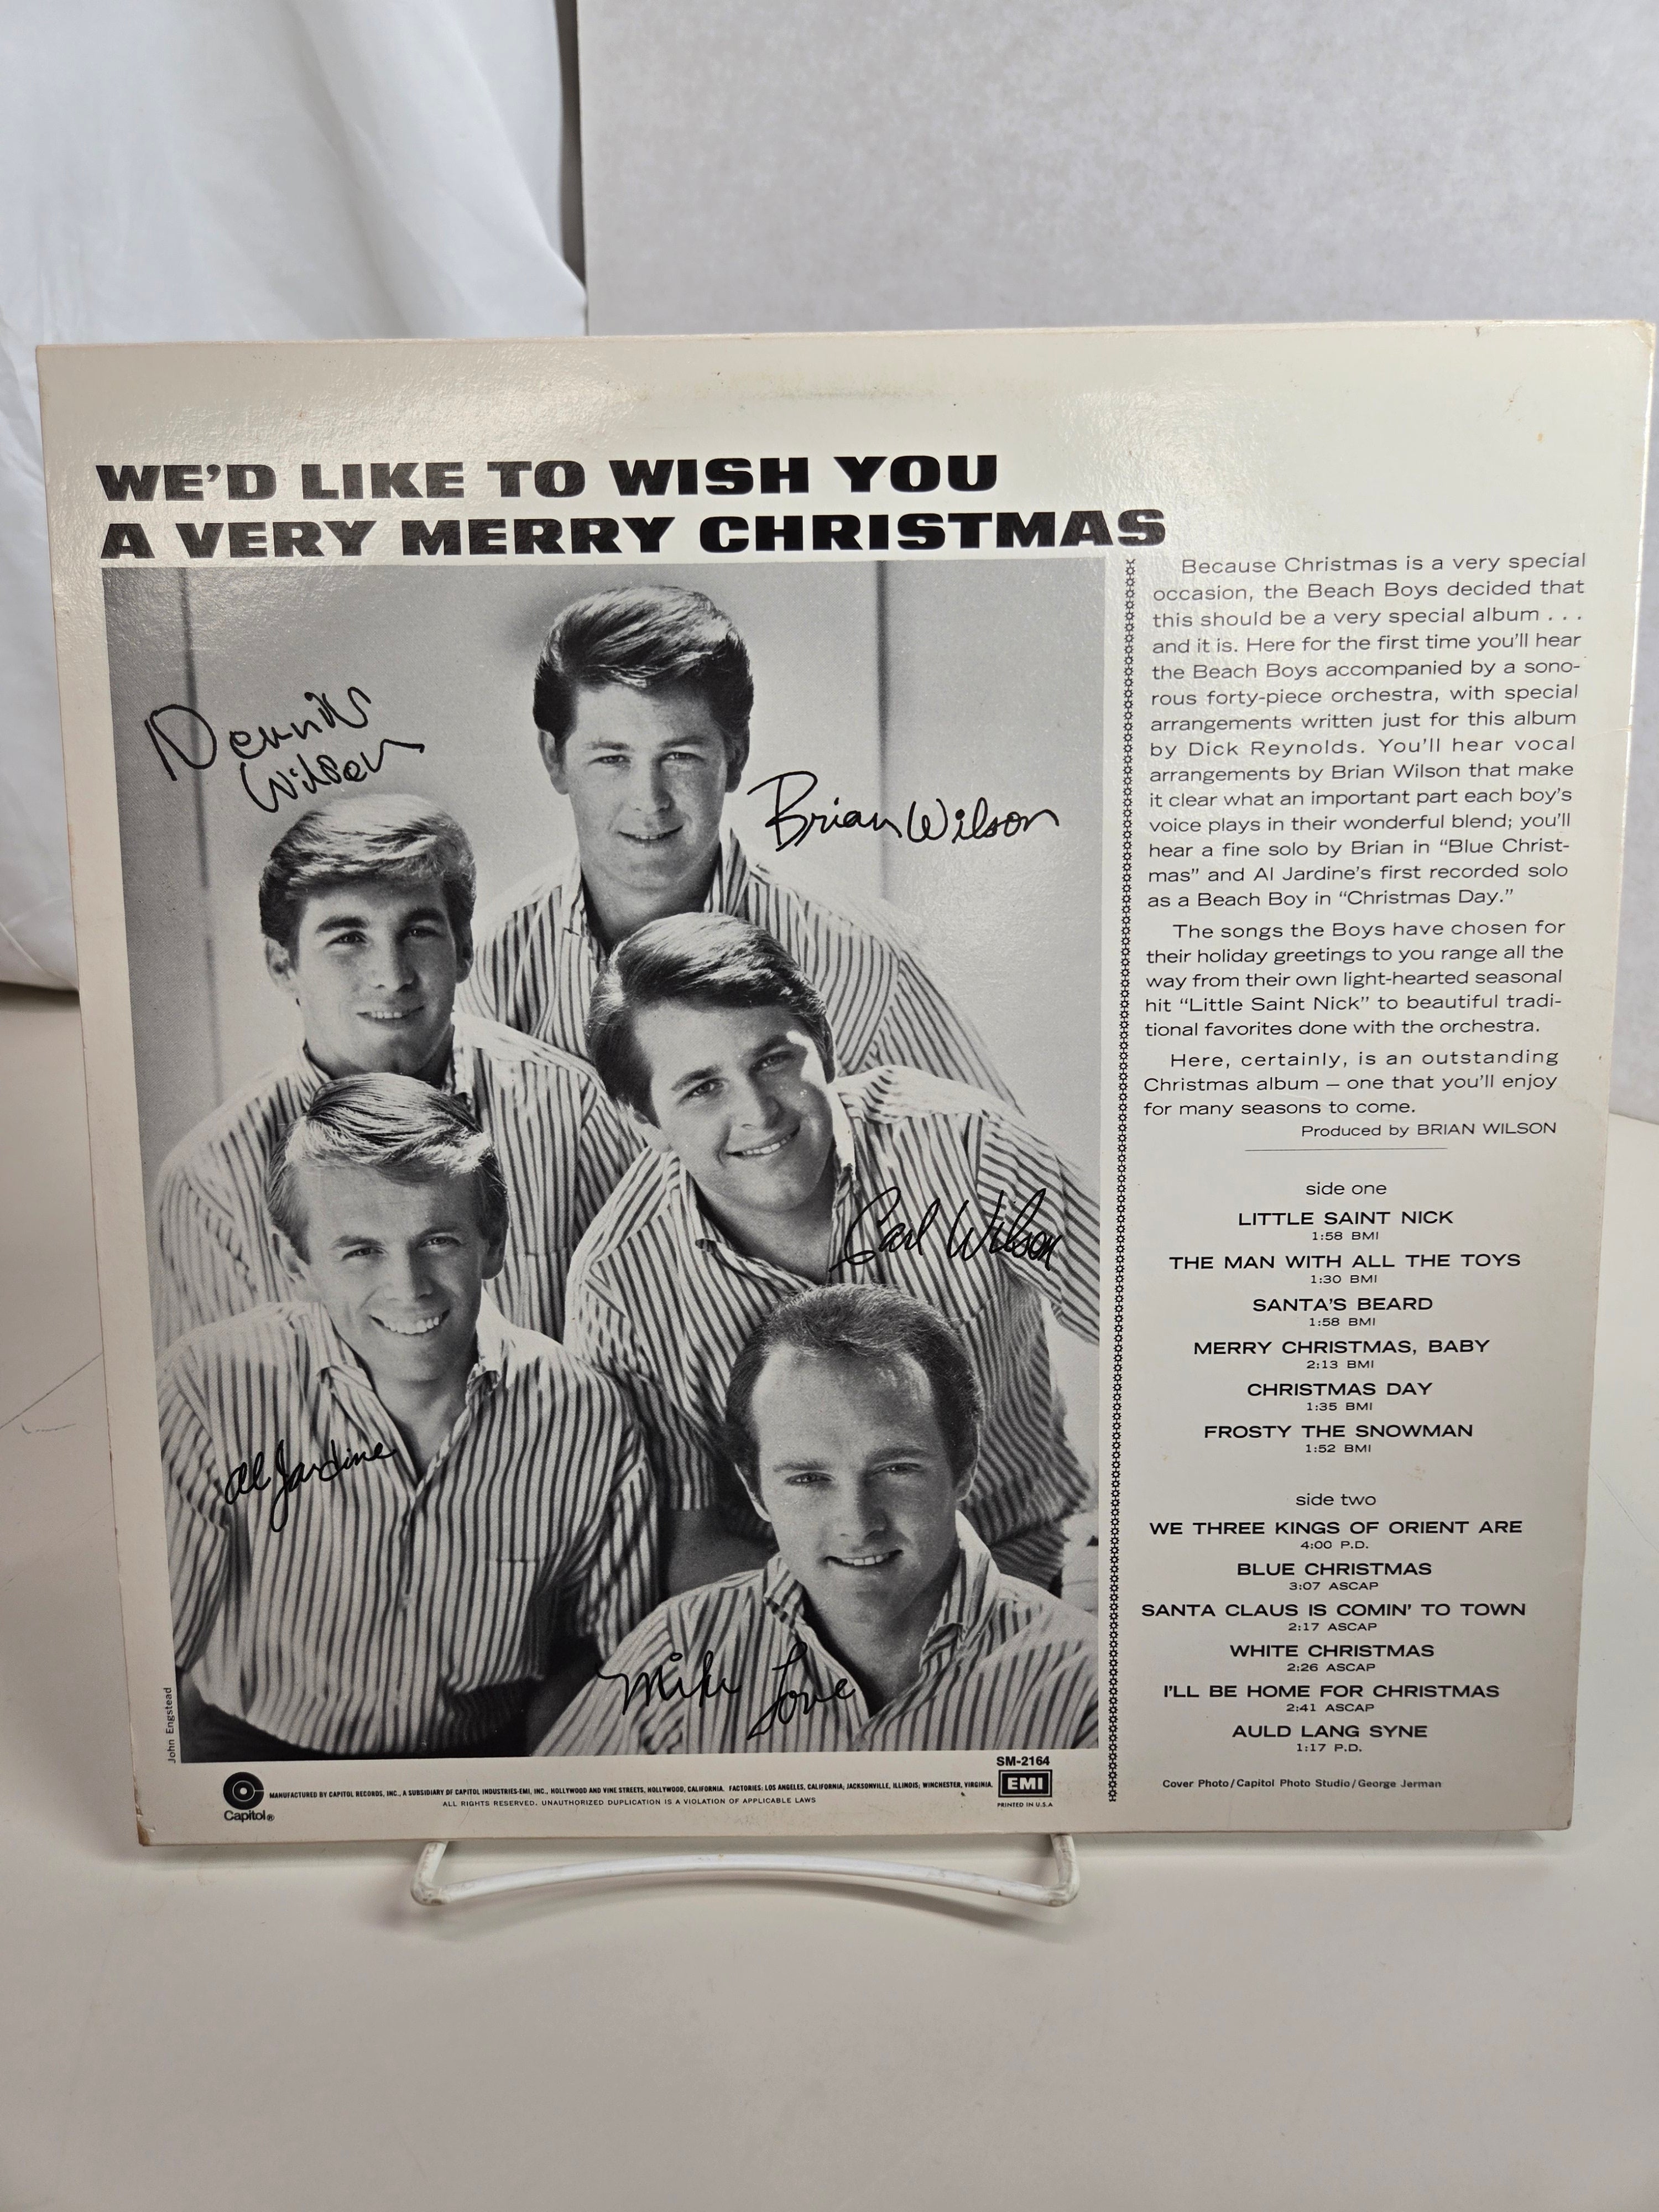 WE'D LIKE TO WISH YOU
A VERY MERRY CHRISTMAS
Dennis
Wilson
Brian Wilson
Carl Wilson
Al Jardine
Mike Love
John Engstead
Because Christmas is a very special
occasion, the Beach Boys decided that
this should be a very special album . . .
and it is. Here for the first time you'll hear
the Beach Boys accompanied by a sono-
rous forty-piece orchestra, with special
arrangements written just for this album
by Dick Reynolds. You'll hear vocal
arrangements by Brian Wilson that make
it clear what an important part each boy's
voice plays in their wonderful blend; you'll
hear a fine solo by Brian in "Blue Christ-
mas" and Al Jardine's first recorded solo
as a Beach Boy in "Christmas Day."
The songs the Boys have chosen for
their holiday greetings to you range all the
way from their own light-hearted seasonal
hit "Little Saint Nick" to beautiful tradi-
tional favorites done with the orchestra.
Here, certainly, is an outstanding
Christmas album – one that you'll enjoy
for many seasons to come.
Produced by BRIAN WILSON
side one
LITTLE SAINT NICK
1:58 BMI
THE MAN WITH ALL THE TOYS
1:30 BMI
SANTA'S BEARD
1:58 BMI
MERRY CHRISTMAS, BABY
2:13 BMI
CHRISTMAS DAY
1:35 BMI
FROSTY THE SNOWMAN
1:52 BMI
side two
WE THREE KINGS OF ORIENT ARE
4:00 P.D.
BLUE CHRISTMAS
3:07 ASCAP
SANTA CLAUS IS COMIN' TO TOWN
2:17 ASCAP
WHITE CHRISTMAS
2:26 ASCAP
I'LL BE HOME FOR CHRISTMAS
2:41 ASCAP
AULD LANG SYNE
1:17 P.D.
Cover Photo/Capitol Photo Studio/George Jerman
Capitol®
MANUFACTURED BY CAPITOL RECORDS, INC., A SUBSIDIARY OF CAPITOL INDUSTRIES-EMI, INC., HOLLYWOOD AND VINE STREETS, HOLLYWOOD, CALIFORNIA. FACTORIES: LOS ANGELES, CALIFORNIA; JACKSONVILLE, ILLINOIS; WINCHESTER, VIRGINIA.
ALL RIGHTS RESERVED. UNAUTHORIZED DUPLICATION IS A VIOLATION OF APPLICABLE LAWS
SM-2164
EMI
PRINTED IN U.S.A